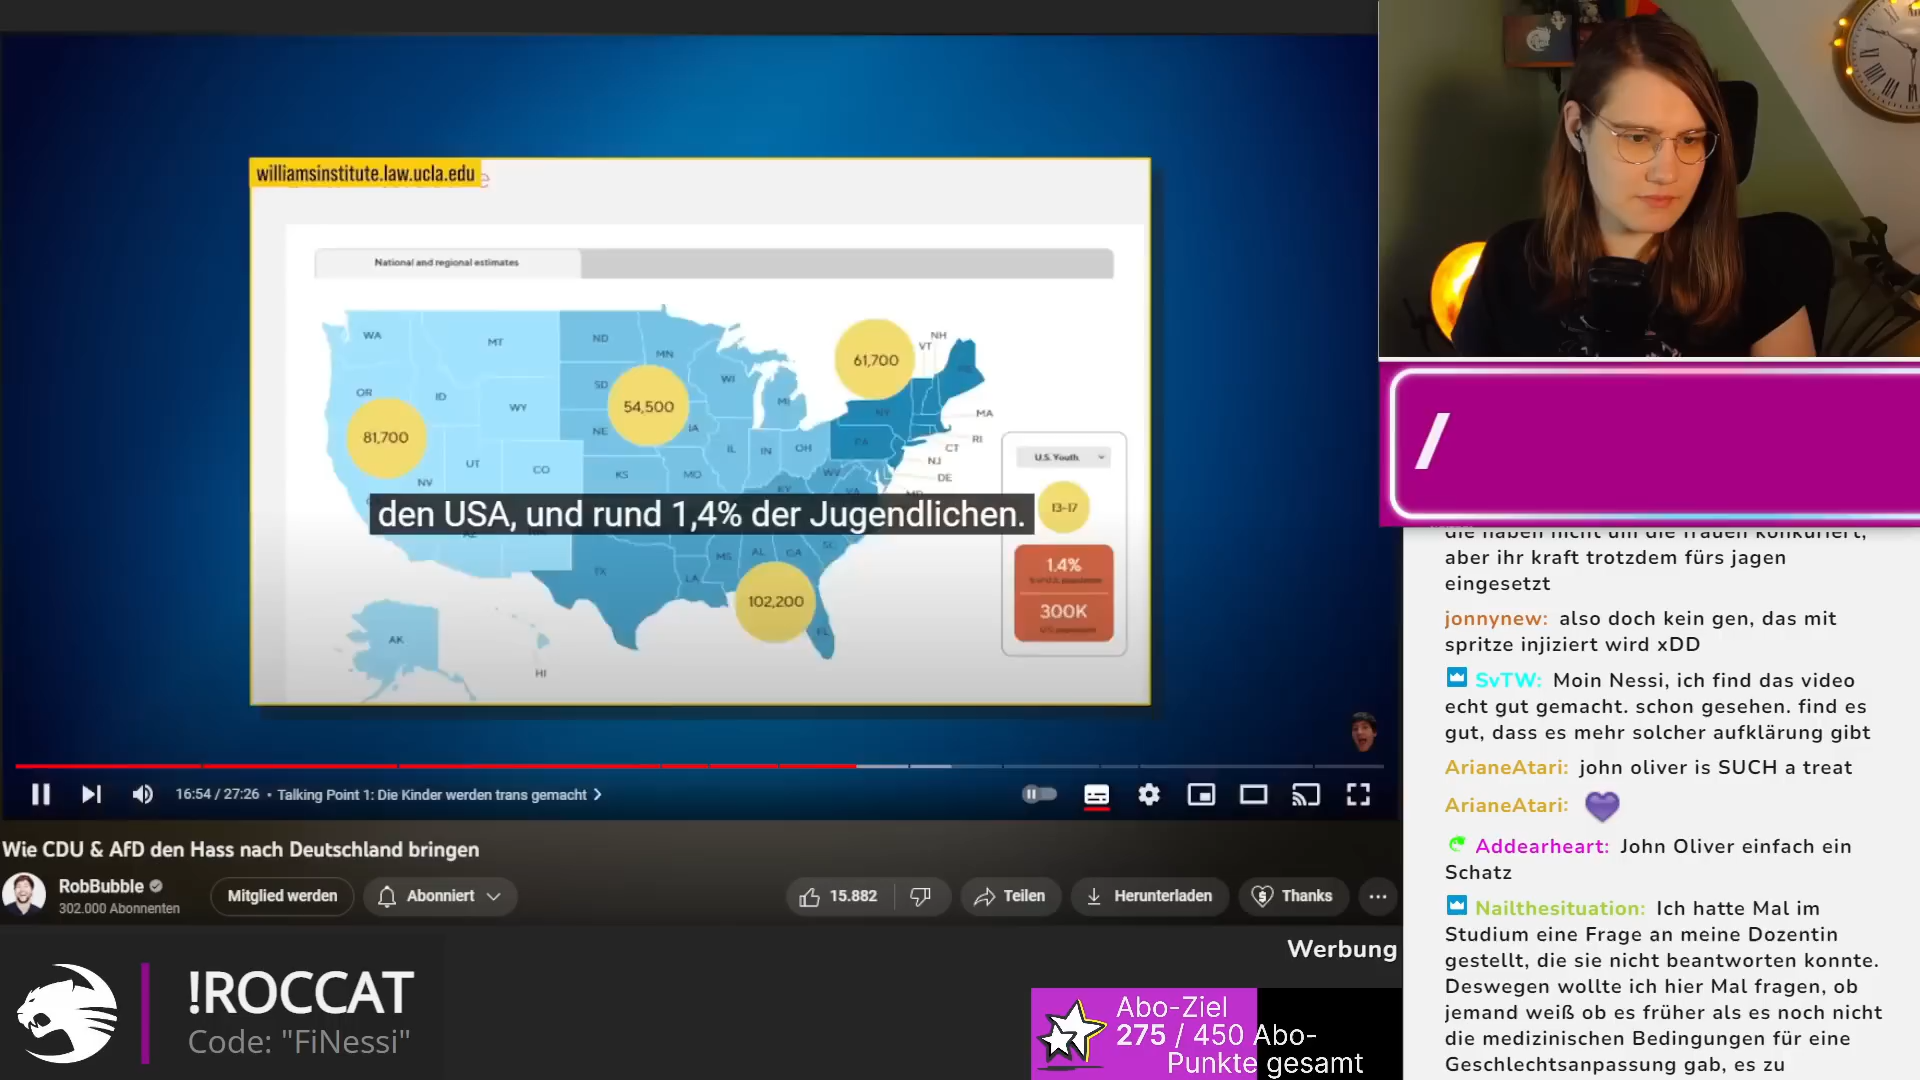 williamsinstitute.law.ucla.edu
National and regional estimates
WA
MT
ND
MN
OR
ID
WY
SD
WI
MI
NH
VT
NY
MA
RI
CT
NJ
DE
PA
NE
IA
IL
IN
OH
WV
VA
NV
UT
CO
KS
MO
KY
TX
LA
MS
AL
GA
SC
FL
AK
HI
81,700
54,500
61,700
102,200
U.S. Youth
13-17
1.4%
300K
den USA, und rund 1,4% der Jugendlichen.
16:54 / 27:26 • Talking Point 1: Die Kinder werden trans gemacht
Wie CDU & AfD den Hass nach Deutschland bringen
RobBubble
302.000 Abonnenten
Mitglied werden
Abonniert
15.882
Teilen
Herunterladen
Thanks
!ROCCAT
Code: "FiNessi"
Werbung
Abo-Ziel
275 / 450 Abo-
Punkte gesamt
/
die haben nicht um die frauen konkuriert,
aber ihr kraft trotzdem fürs jagen
eingesetzt
jonnynew: also doch kein gen, das mit
spritze injiziert wird xDD
SvTW: Moin Nessi, ich find das video
echt gut gemacht. schon gesehen. find es
gut, dass es mehr solcher aufklärung gibt
ArianeAtari: john oliver is SUCH a treat
ArianeAtari:
Addearheart: John Oliver einfach ein
Schatz
Nailthesituation: Ich hatte Mal im
Studium eine Frage an meine Dozentin
gestellt, die sie nicht beantworten konnte.
Deswegen wollte ich hier Mal fragen, ob
jemand weiß ob es früher als es noch nicht
die medizinischen Bedingungen für eine
Geschlechtsanpassung gab, es zu